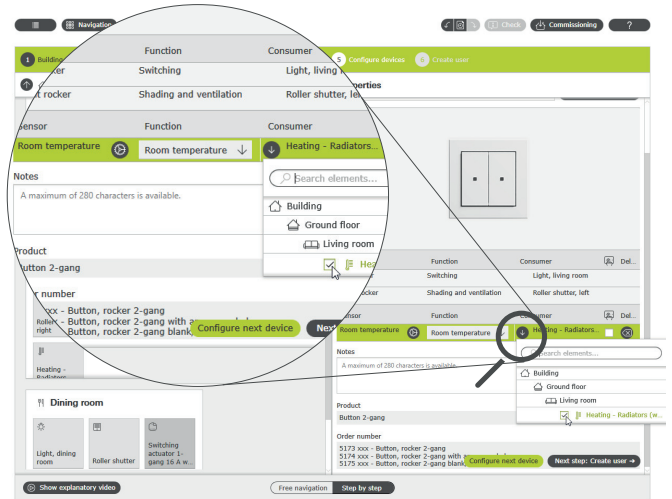 Navigation
Check
Commissioning
?
1 Building
5 Configure devices
Create user
Function Consumer
Switching Light, living
rocker Shading and ventilation Roller shutter, le
Sensor Function Consumer
Room temperature Room temperature Heating - Radiators...
Search elements...
Building
Ground floor
Living room
Hea
Notes
A maximum of 280 characters is available.
Product
Button 2-gang
r number
xxx - Button, rocker 2-gang
xxx - Button, rocker 2-gang with
xxx - Button, rocker 2-gang blank,
Configure next device
Next
Roller
right
Heating -
Radiators
Dining room
Light, dining
room
Roller shutter
Switching
actuator 1-
gang 16 A w...
Show explanatory video
Free navigation
Step by step
perties
Function Consumer Del...
Switching Light, living room
rocker Shading and ventilation Roller shutter, left
Sensor Function Consumer Del...
Room temperature Room temperature Heating - Radiators...
Notes
A maximum of 280 characters is available.
Search elements...
Building
Ground floor
Living room
Heating - Radiators (w...
Product
Button 2-gang
Order number
5173 xxx - Button, rocker 2-gang
5174 xxx - Button, rocker 2-gang with
5175 xxx - Button, rocker 2-gang blank,
Configure next device
Next step: Create user →